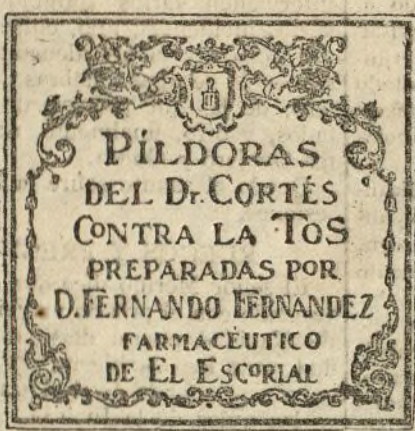 PÍLDORAS
DEL Dr. CORTÉS
CONTRA LA TOS
PREPARADAS POR
D. FERNANDO FERNANDEZ
FARMACÉUTICO
DE EL ESCORIAL